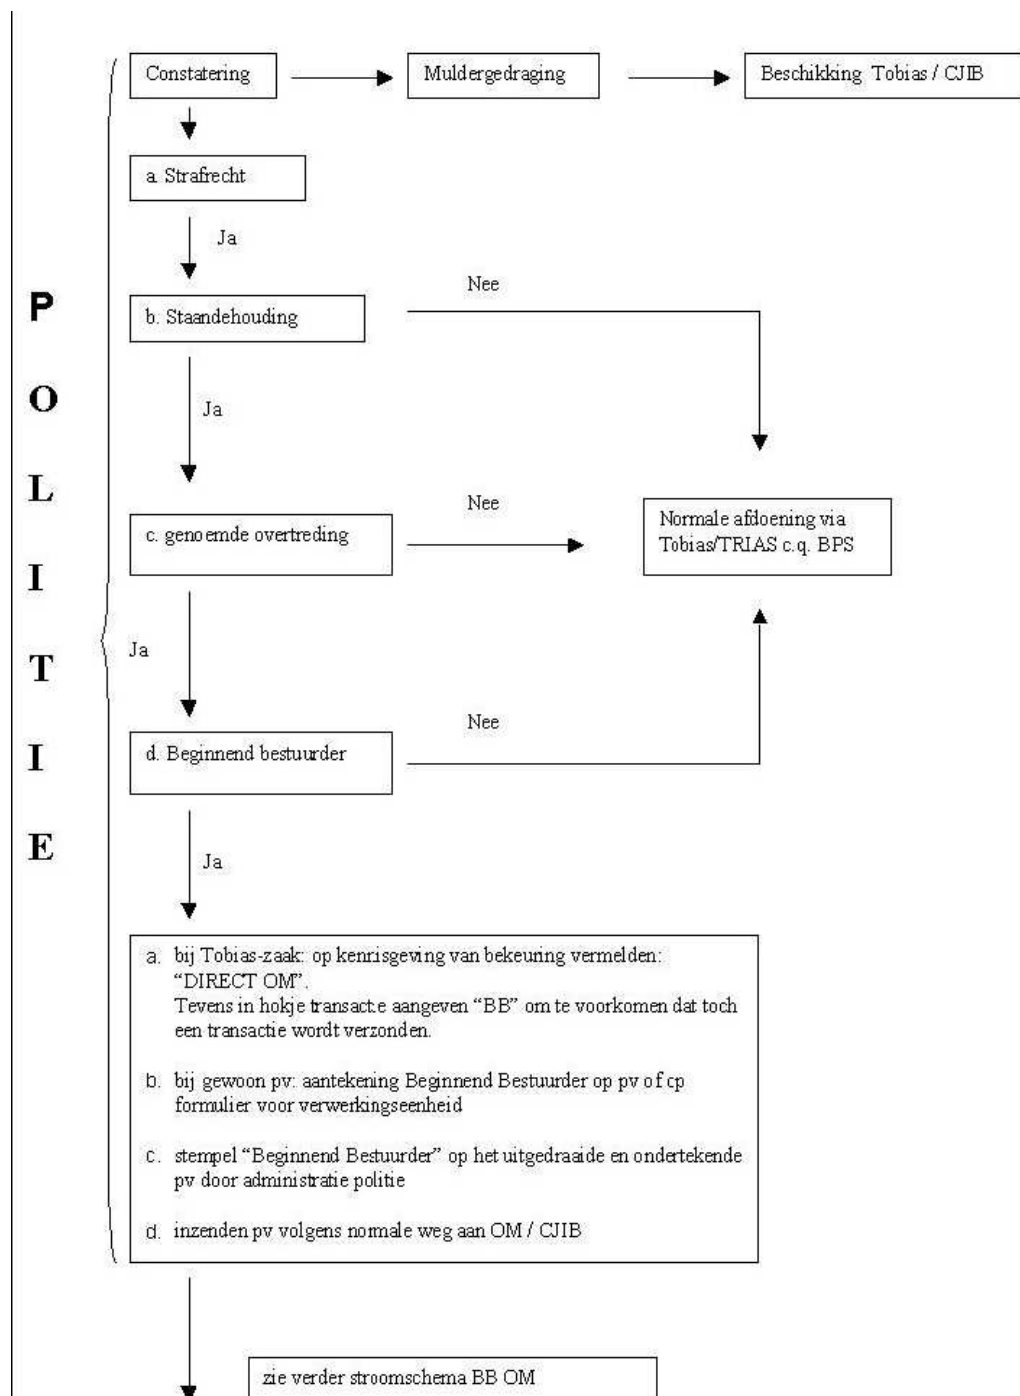 Constatering
Muldergedraging
Beschikking Tobias / CJIB
a. Strafrecht
Ja
b. Staandehouding
Nee
Ja
c. genoemde overtreding
Nee
Normale afdoening via
Tobias/TRIAS c.q. BPS
Ja
d. Beginnend bestuurder
Nee
Ja
POLITIE
a. bij Tobias-zaak: op kenrisgeving van bekeuring vermelden:
“DIRECT OM”.
Tevens in hokje transactie aangeven “BB” om te voorkomen dat toch
een transactie wordt verzonden.
b. bij gewoon pv: aantekening Beginnend Bestuurder op pv of cp
formulier voor verwerkingseenheid
c. stempel “Beginnend Bestuurder” op het uitgedraaide en ondertekende
pv door administratie politie
d. inzenden pv volgens normale weg aan OM / CJIB
zie verder stroomschema BB OM